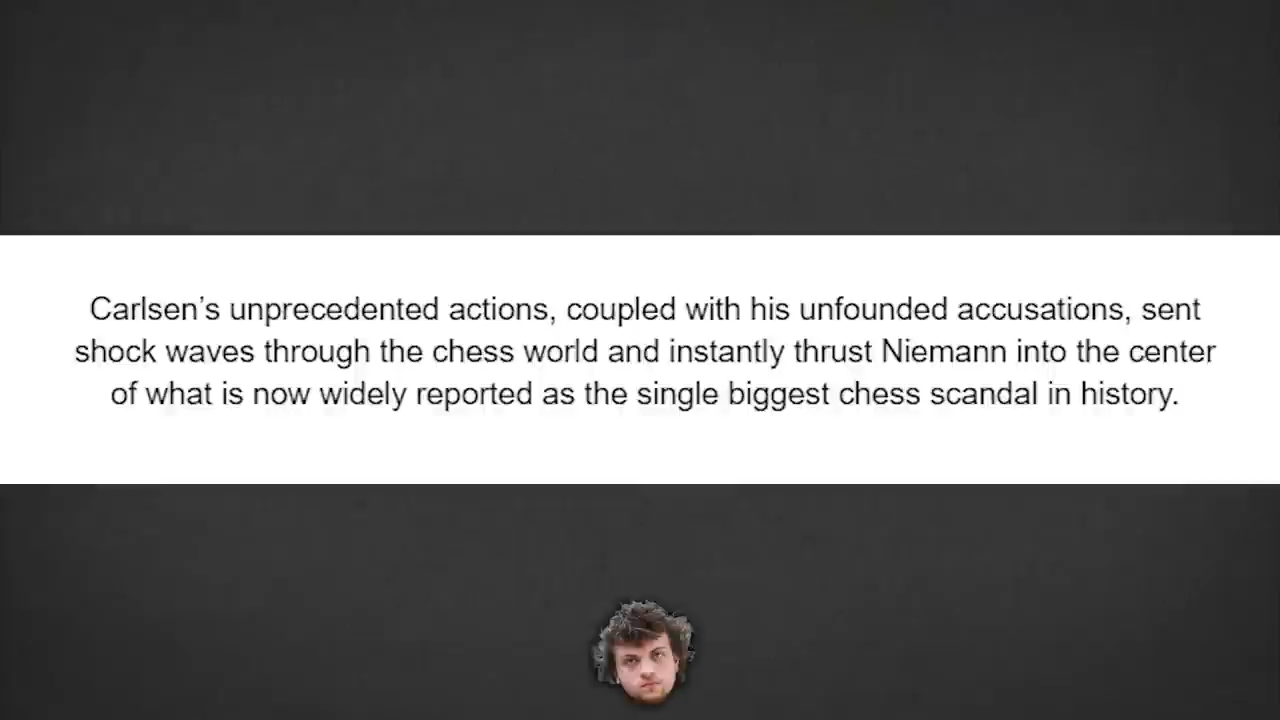 Carlsen’s unprecedented actions, coupled with his unfounded accusations, sent
shock waves through the chess world and instantly thrust Niemann into the center
of what is now widely reported as the single biggest chess scandal in history.